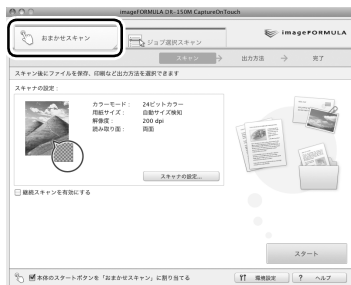 imageFORMULA DR-150M CaptureOnTouch
おまかせスキャン
ジョブ選択スキャン
imageFORMULA
スキャン
出力方法
完了
スキャン後にファイルを保存、印刷など出力方法を選択できます
スキャナの設定：
カラーモード： 24ビットカラー
用紙サイズ： 自動サイズ検知
解像度： 200 dpi
読み取り面： 両面
スキャナの設定...
継続スキャンを有効にする
スタート
本体のスタートボタンを「おまかせスキャン」に割り当てる
環境設定
? ヘルプ